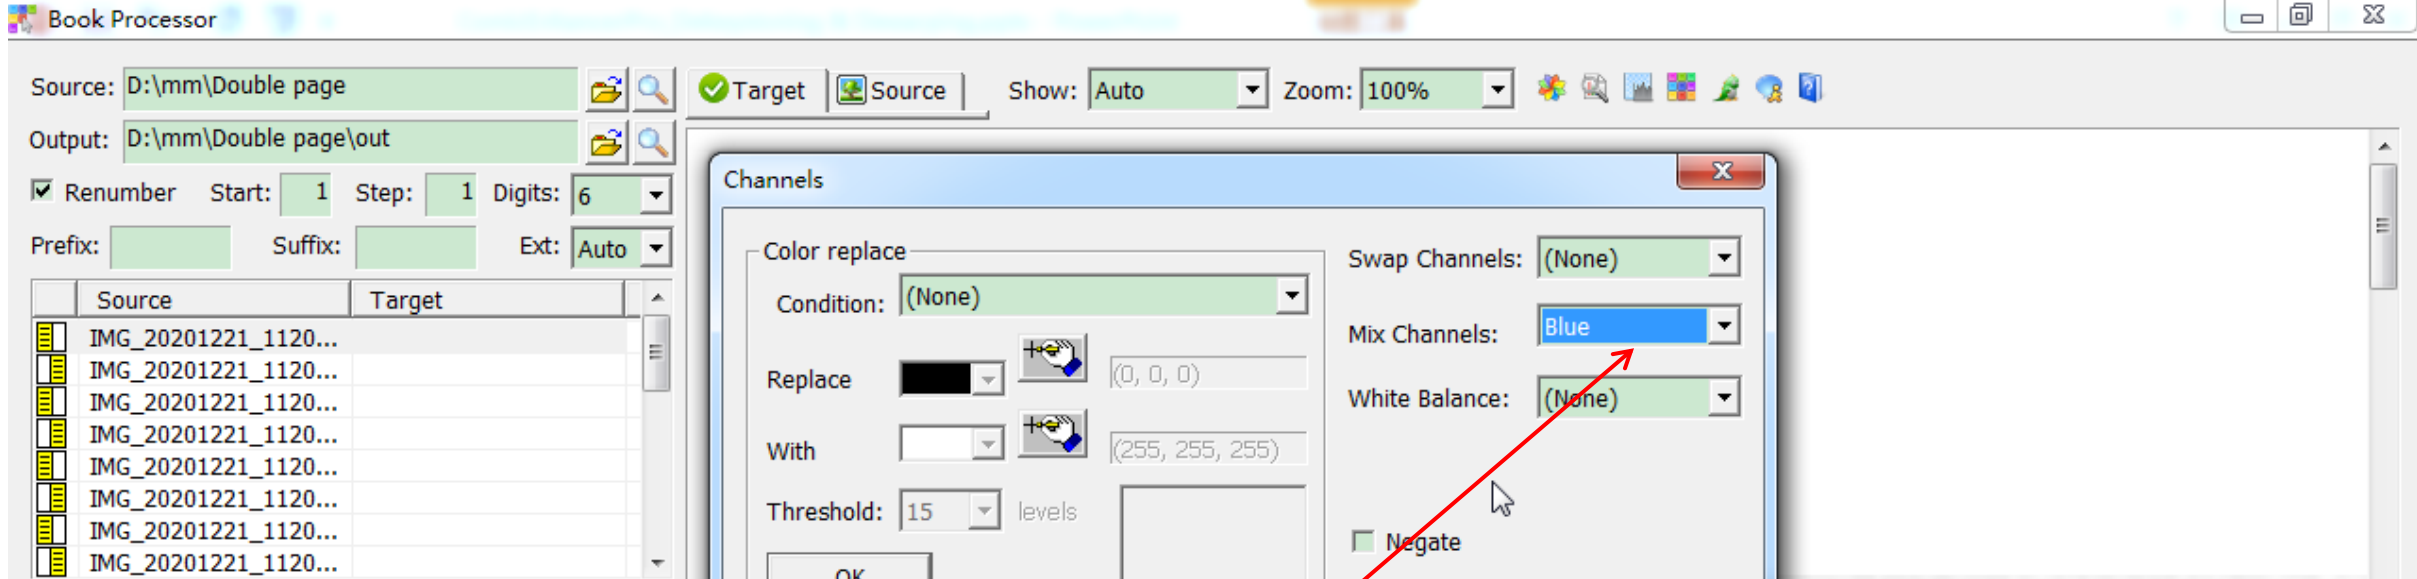 Book Processor
Source: D:\mm\Double page
Target Source Show: Auto Zoom: 100%
Output: D:\mm\Double page\out
Renumber Start: 1 Step: 1 Digits: 6
Prefix: Suffix: Ext: Auto
Source Target
IMG_20201221_1120...
IMG_20201221_1120...
IMG_20201221_1120...
IMG_20201221_1120...
IMG_20201221_1120...
IMG_20201221_1120...
IMG_20201221_1120...
IMG_20201221_1120...
Channels
Color replace
Condition: (None)
Replace (0, 0, 0)
With (255, 255, 255)
Threshold: 15 levels
OK
Swap Channels: (None)
Mix Channels: Blue
White Balance: (None)
Negate